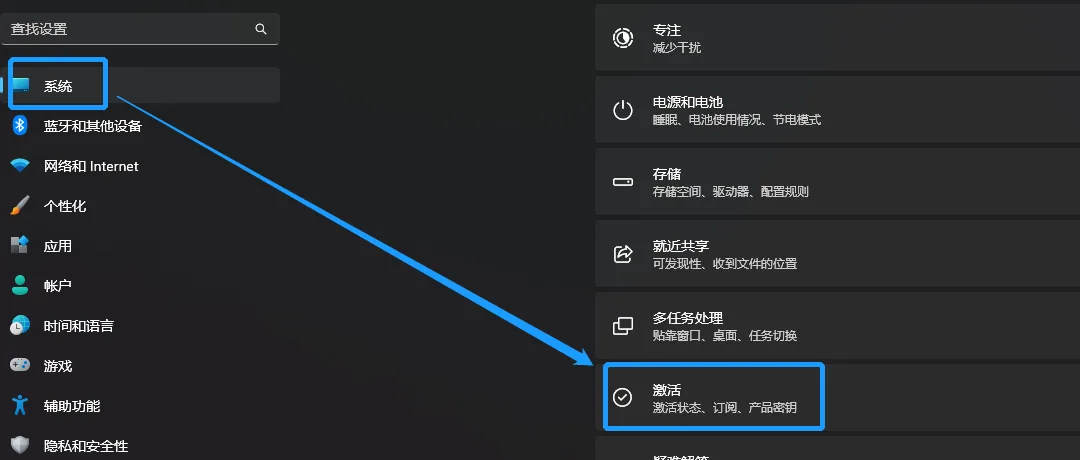 查找设置
系统
蓝牙和其他设备
网络和 Internet
个性化
应用
帐户
时间和语言
游戏
辅助功能
隐私和安全性
专注
减少干扰
电源和电池
睡眠、电池使用情况、节电模式
存储
存储空间、驱动器、配置规则
就近共享
可发现性、收到文件的位置
多任务处理
贴靠窗口、桌面、任务切换
激活
激活状态、订阅、产品密钥